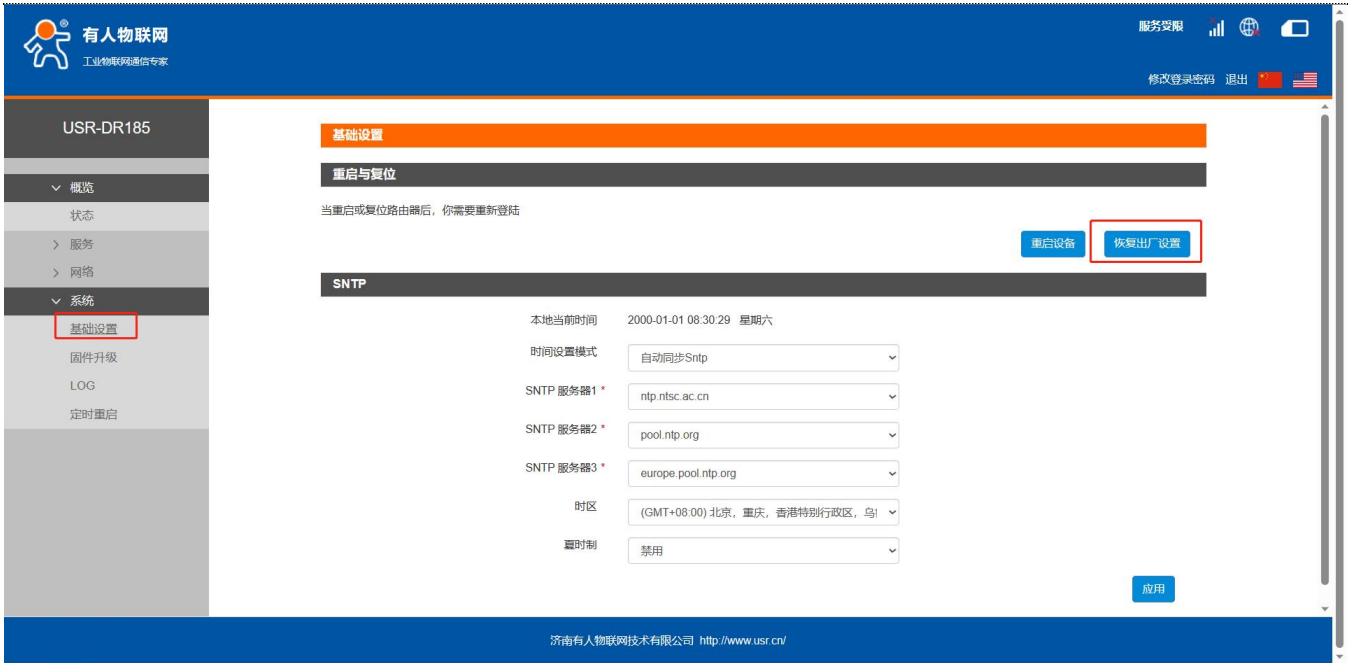 有人物联网
®
工业物联网通信专家
服务受限
修改登录密码 退出
USR-DR185
概览
状态
服务
网络
系统
基础设置
固件升级
LOG
定时重启
基础设置
重启与复位
当重启或复位路由器后，你需要重新登陆
重启设备 恢复出厂设置
SNTP
本地当前时间 2000-01-01 08:30:29 星期六
时间设置模式 自动同步Sntp
SNTP 服务器1 * ntp.ntsc.ac.cn
SNTP 服务器2 * pool.ntp.org
SNTP 服务器3 * europe.pool.ntp.org
时区 (GMT+08:00) 北京，重庆，香港特别行政区，乌
夏时制 禁用
应用
济南有人物联网技术有限公司 http://www.usr.cn/